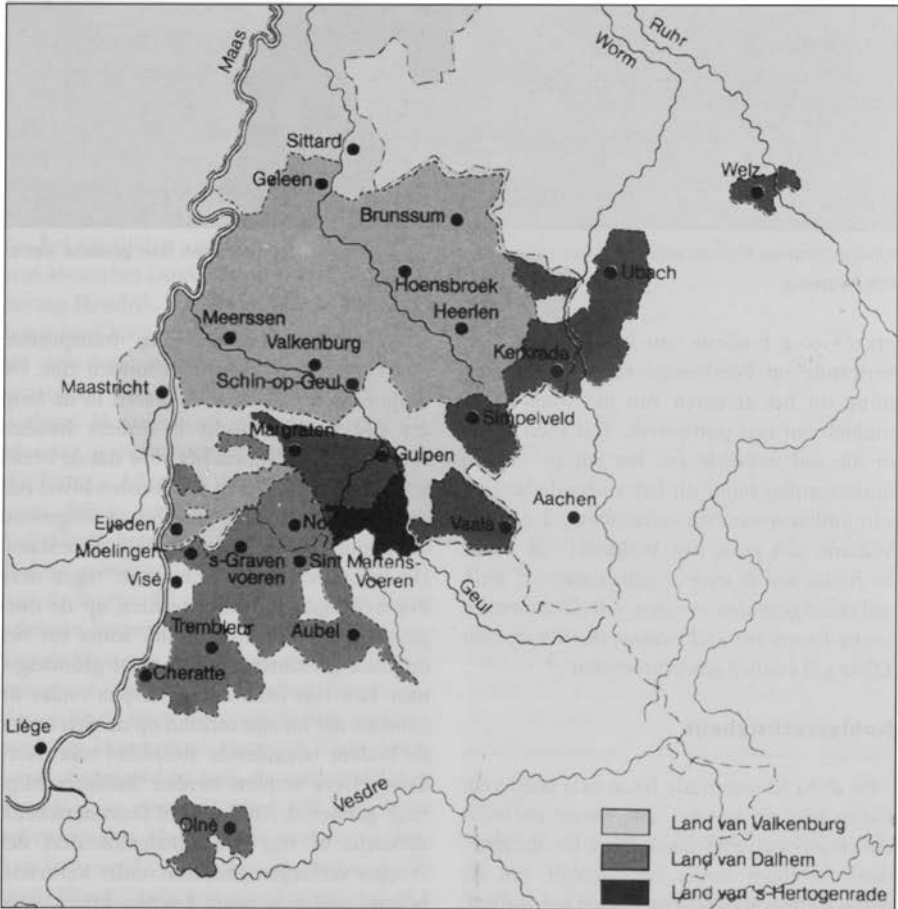 Maas
Ruhr
Worm
Sittard
Geleen
Welz
Brunssum
Hoensbroek
Ubach
Meerssen
Heerlen
Valkenburg
Kerkrade
Maastricht
Schin-op-Geul
Simpelveld
Margraten
Gulpen
Aachen
Eijsden
No
Vaals
Moelingen
s-Graven
voeren
Sint Martens-
Voeren
Visé
Geul
Trembleur
Aubel
Cheratte
Liège
Vesdre
Olné
Land van Valkenburg
Land van Dalhem
Land van 's-Hertogenrade